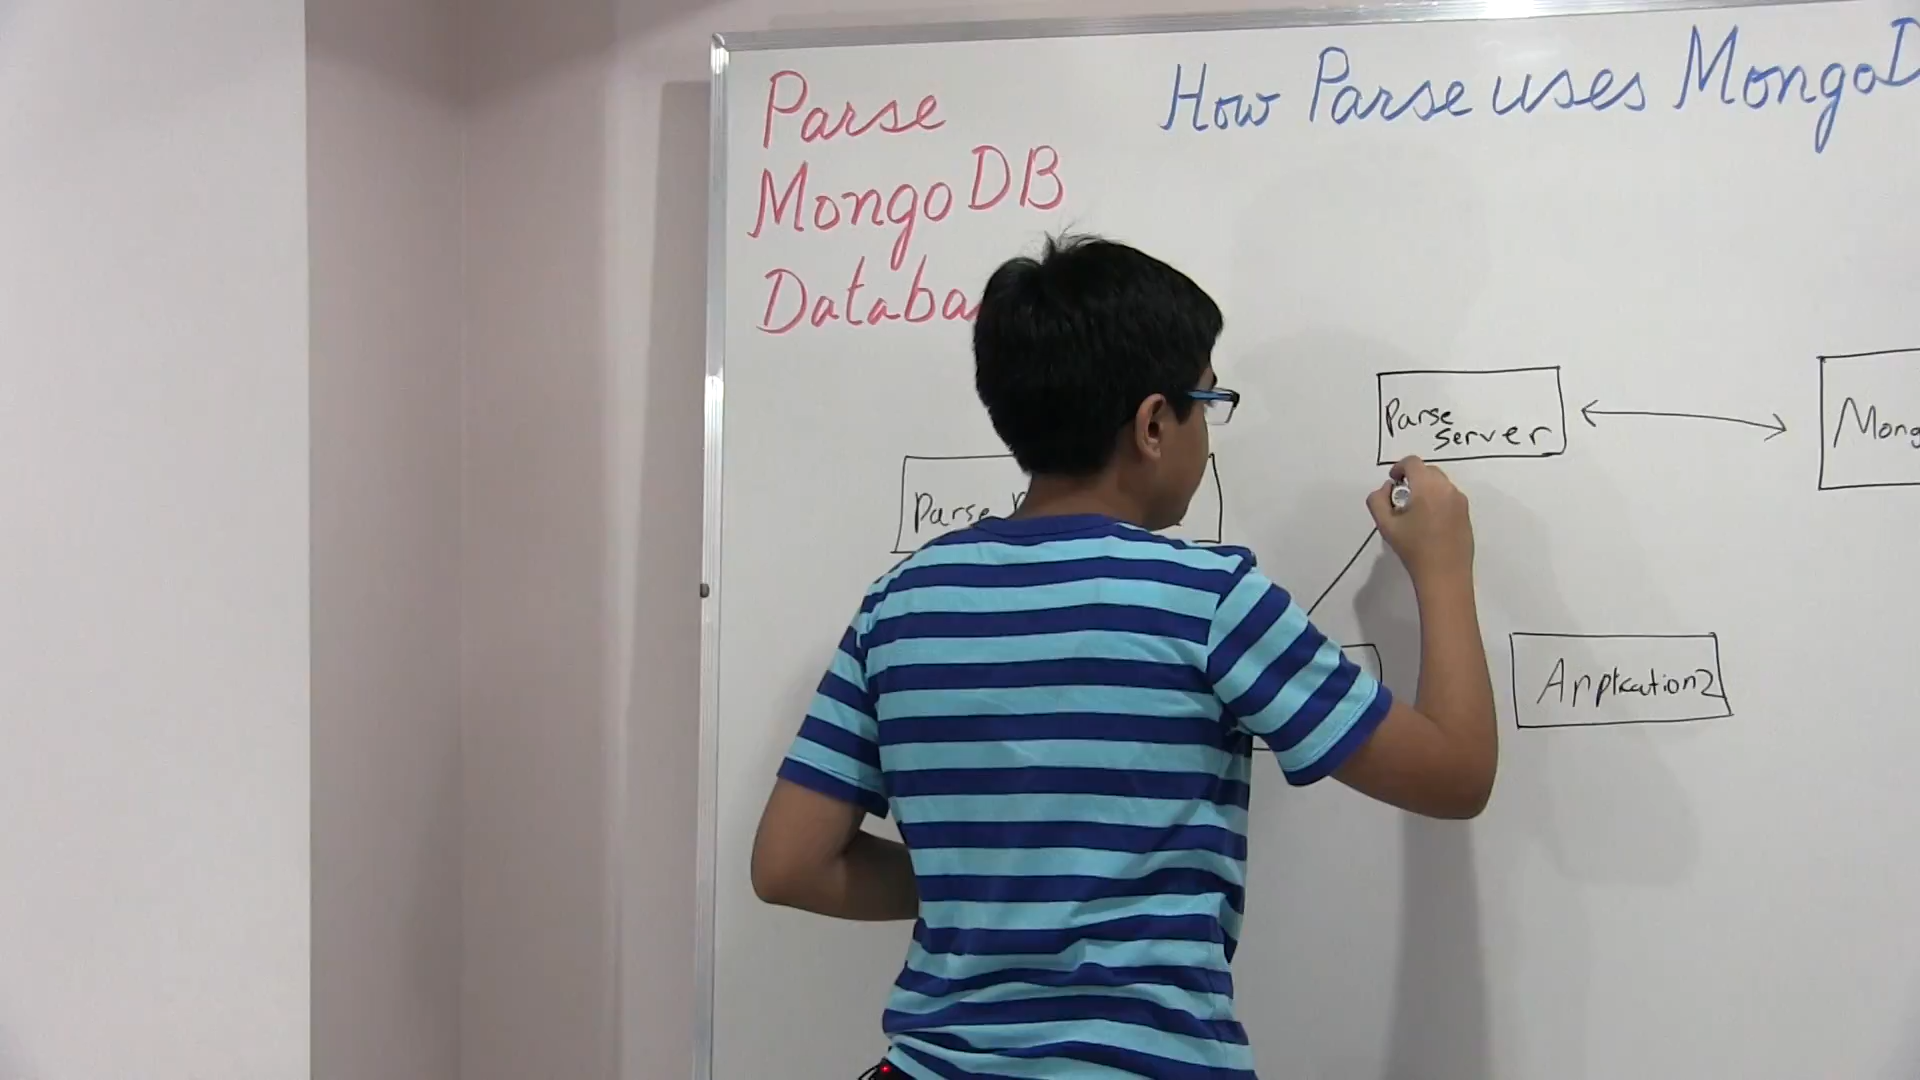 Parse
MongoDB
Databa
How Parse uses MongoD
Parse
server
Mong
Parse
Application2